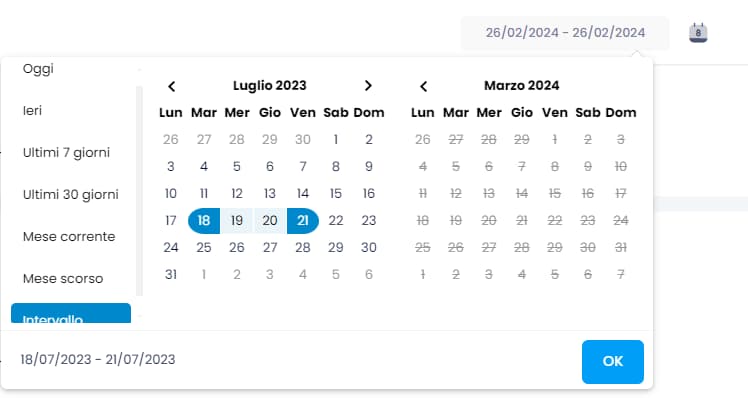 26/02/2024 - 26/02/2024
8
Oggi
Ieri
Ultimi 7 giorni
Ultimi 30 giorni
Mese corrente
Mese scorso
Intervallo
Luglio 2023
Lun Mar Mer Gio Ven Sab Dom
26 27 28 29 30 1 2
3 4 5 6 7 8 9
10 11 12 13 14 15 16
17 18 19 20 21 22 23
24 25 26 27 28 29 30
31 1 2 3 4 5 6
Marzo 2024
Lun Mar Mer Gio Ven Sab Dom
26 27 28 29 1 2 3
4 5 6 7 8 9 10
11 12 13 14 15 16 17
18 19 20 21 22 23 24
25 26 27 28 29 30 31
1 2 3 4 5 6 7
18/07/2023 - 21/07/2023
OK